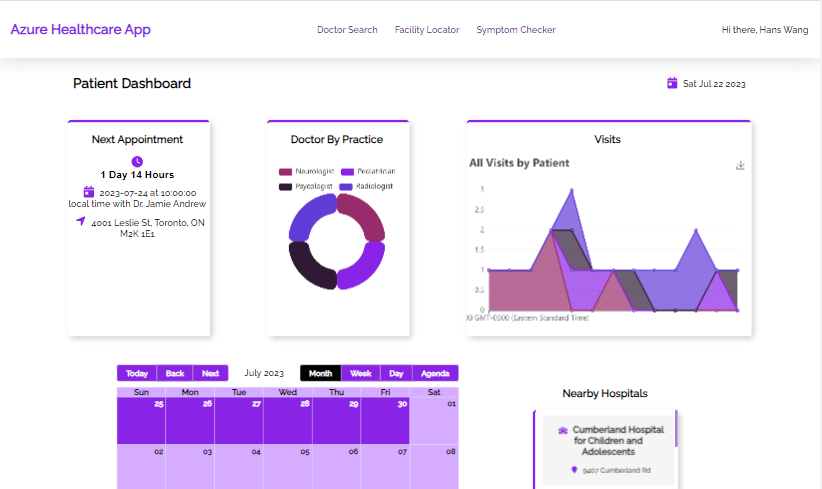 Azure Healthcare App
Doctor Search Facility Locator Symptom Checker
Hi there, Hans Wang
Patient Dashboard
Sat Jul 22 2023
Next Appointment
1 Day 14 Hours
2023-07-24 at 10:00:00
local time with Dr. Jamie Andrew
4001 Leslie St, Toronto, ON
M2K 1E1
Doctor By Practice
Neurologist Pediatrician
Psycologist Radiologist
Visits
All Visits by Patient
3
2.5
2
1.5
1
0.5
0
00 GMT-0500 (Eastern Standard Time)
Today Back Next July 2023 Month Week Day Agenda
Sun Mon Tue Wed Thu Fri Sat
25 26 27 28 29 30 01
02 03 04 05 06 07 08
Nearby Hospitals
Cumberland Hospital
for Children and
Adolescents
9407 Cumberland Rd